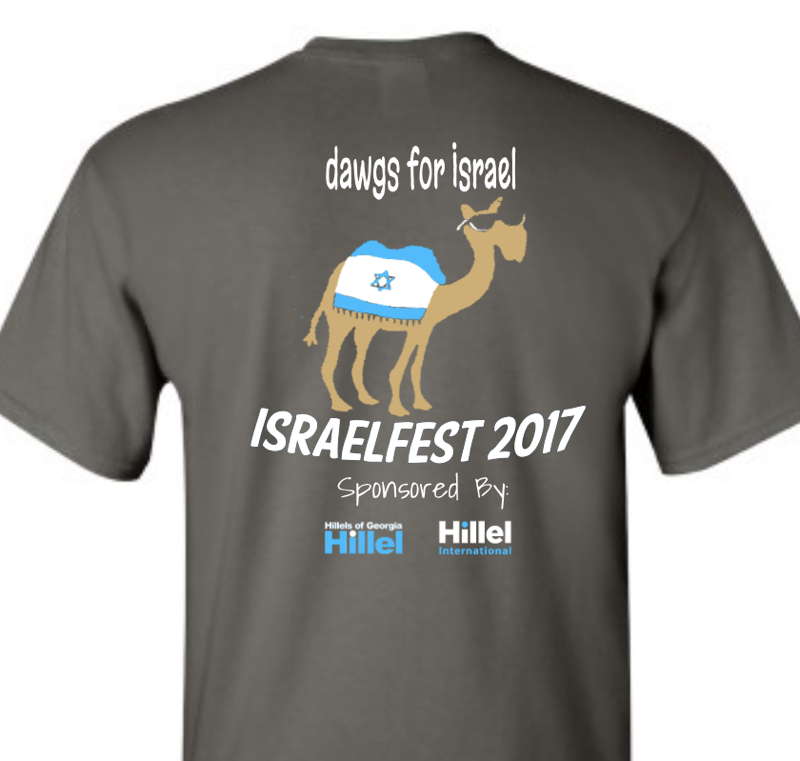 dawgs for israel
ISRAELFEST 2017
Sponsored By:
Hillels of Georgia
Hillel
Hillel
International